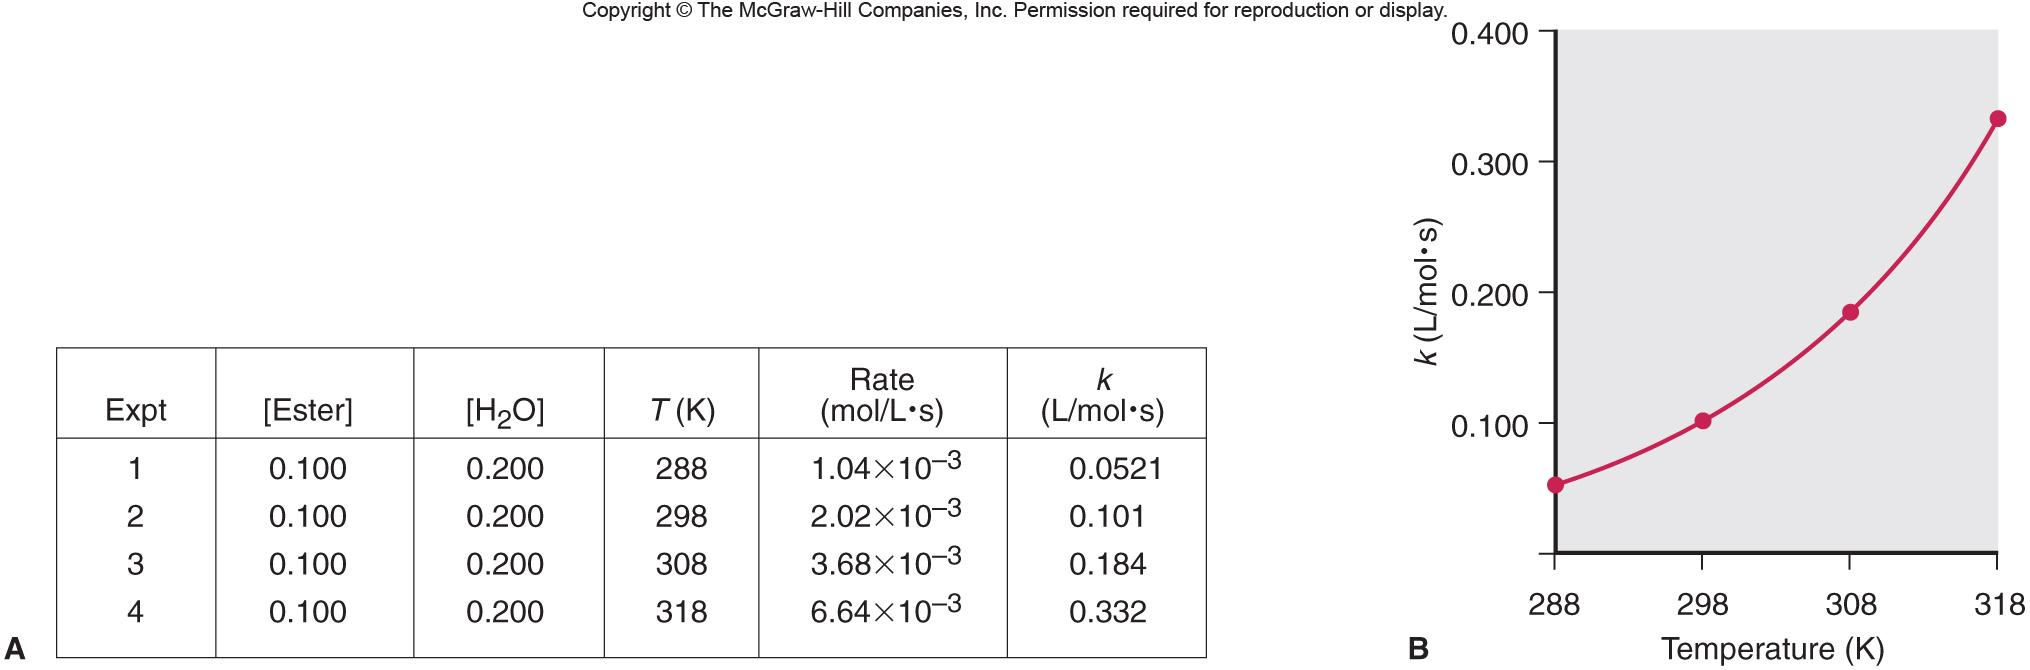 Copyright © The McGraw-Hill Companies, Inc. Permission required for reproduction or display.
Expt [Ester] [H₂O] T (K) Rate (mol/L•s) k (L/mol•s)
1 0.100 0.200 288 1.04×10⁻³ 0.0521
2 0.100 0.200 298 2.02×10⁻³ 0.101
3 0.100 0.200 308 3.68×10⁻³ 0.184
4 0.100 0.200 318 6.64×10⁻³ 0.332
A
0.400
0.300
0.200
0.100
k (L/mol•s)
288 298 308 318
Temperature (K)
B